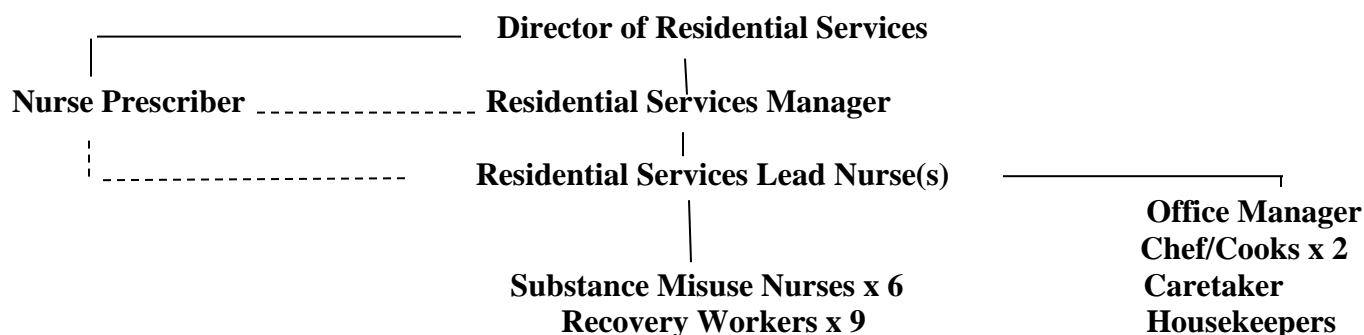 Director of Residential Services
Nurse Prescriber
Residential Services Manager
Residential Services Lead Nurse(s)
Office Manager
Chef/Cooks x 2
Substance Misuse Nurses x 6
Caretaker
Recovery Workers x 9
Housekeepers